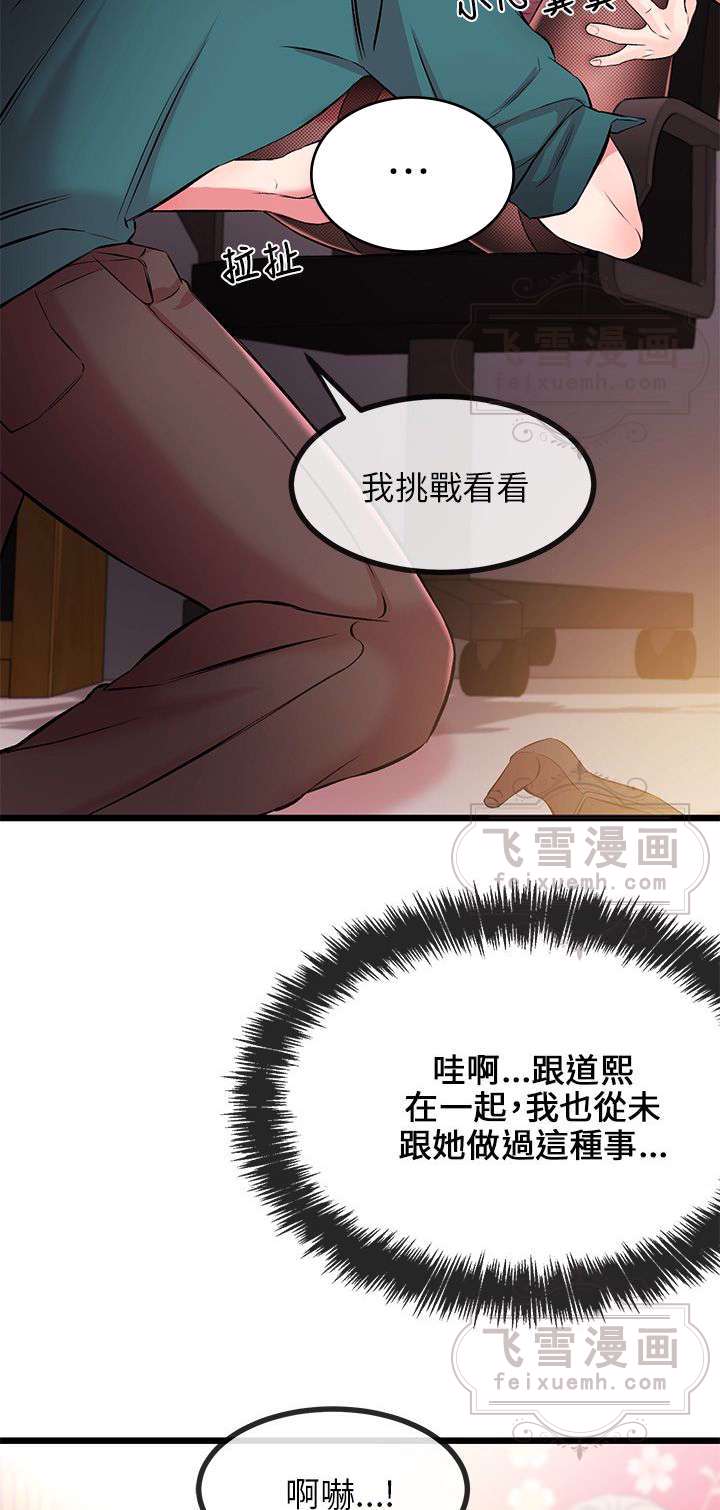 ...
拉扯
飞雪漫画
feixuemh.com
我挑戰看看
飞雪漫画
feixuemh.com
哇啊...跟道熙
在一起，我也從未
跟她做過這種事...
飞雪漫画
feixuemh.com
啊嚇...!